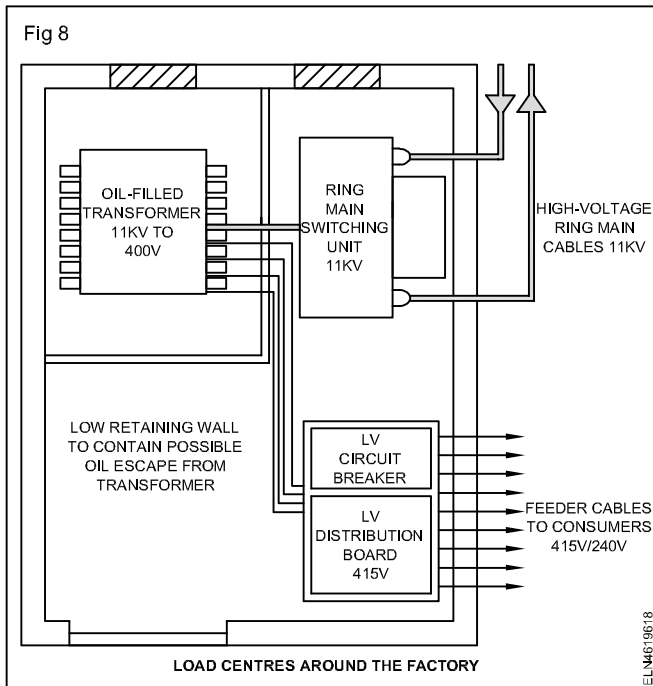 Fig 8
OIL-FILLED
TRANSFORMER
11KV TO
400V
RING
MAIN
SWITCHING
UNIT
11KV
HIGH-VOLTAGE
RING MAIN
CABLES 11KV
LOW RETAINING WALL
TO CONTAIN POSSIBLE
OIL ESCAPE FROM
TRANSFORMER
LV
CIRCUIT
BREAKER
LV
DISTRIBUTION
BOARD
415V
FEEDER CABLES
TO CONSUMERS
415V/240V
LOAD CENTRES AROUND THE FACTORY
ELN4619618